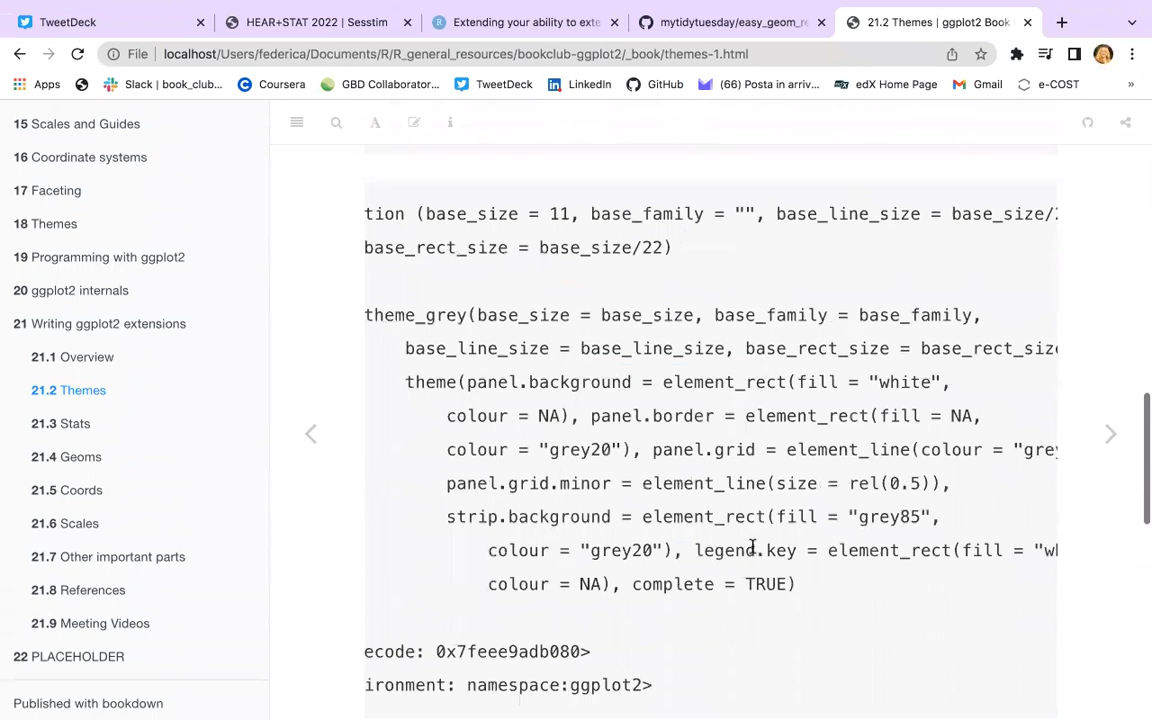 TweetDeck
HEAR+STAT 2022 | Sesstim
Extending your ability to exte
mytidytuesday/easy_geom_re
21.2 Themes | ggplot2 Book
File
localhost/Users/federica/Documents/R/R_general_resources/bookclub-ggplot2/_book/themes-1.html
Apps
Slack | book_club...
Coursera
GBD Collaborator...
TweetDeck
LinkedIn
GitHub
(66) Posta in arriv...
edX Home Page
Gmail
e-COST
»
15 Scales and Guides
16 Coordinate systems
17 Faceting
18 Themes
19 Programming with ggplot2
20 ggplot2 internals
21 Writing ggplot2 extensions
21.1 Overview
21.2 Themes
21.3 Stats
21.4 Geoms
21.5 Coords
21.6 Scales
21.7 Other important parts
21.8 References
21.9 Meeting Videos
22 PLACEHOLDER
Published with bookdown
tion (base_size = 11, base_family = "", base_line_size = base_size/2
base_rect_size = base_size/22)
theme_grey(base_size = base_size, base_family = base_family,
base_line_size = base_line_size, base_rect_size = base_rect_size
theme(panel.background = element_rect(fill = "white",
colour = NA), panel.border = element_rect(fill = NA,
colour = "grey20"), panel.grid = element_line(colour = "grey
panel.grid.minor = element_line(size = rel(0.5)),
strip.background = element_rect(fill = "grey85",
colour = "grey20"), legend.key = element_rect(fill = "wh
colour = NA), complete = TRUE)
ecode: 0x7feee9adb080>
ironment: namespace:ggplot2>